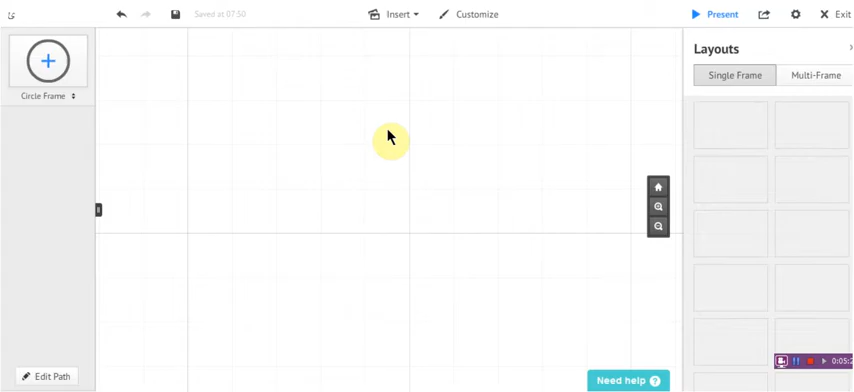 Saved at 07:50
Insert
Customize
Present
Exit
Circle Frame
Layouts
Single Frame
Multi-Frame
Edit Path
Need help ?
0:05:2